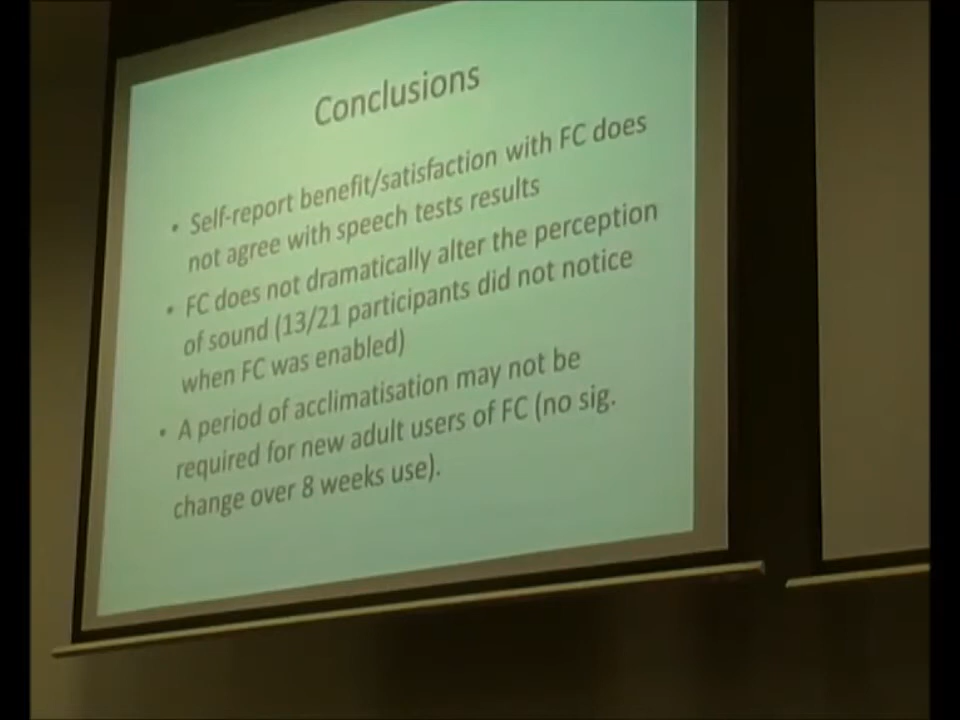 Conclusions
• Self-report benefit/satisfaction with FC does
not agree with speech tests results
• FC does not dramatically alter the perception
of sound (13/21 participants did not notice
when FC was enabled)
• A period of acclimatisation may not be
required for new adult users of FC (no sig.
change over 8 weeks use).